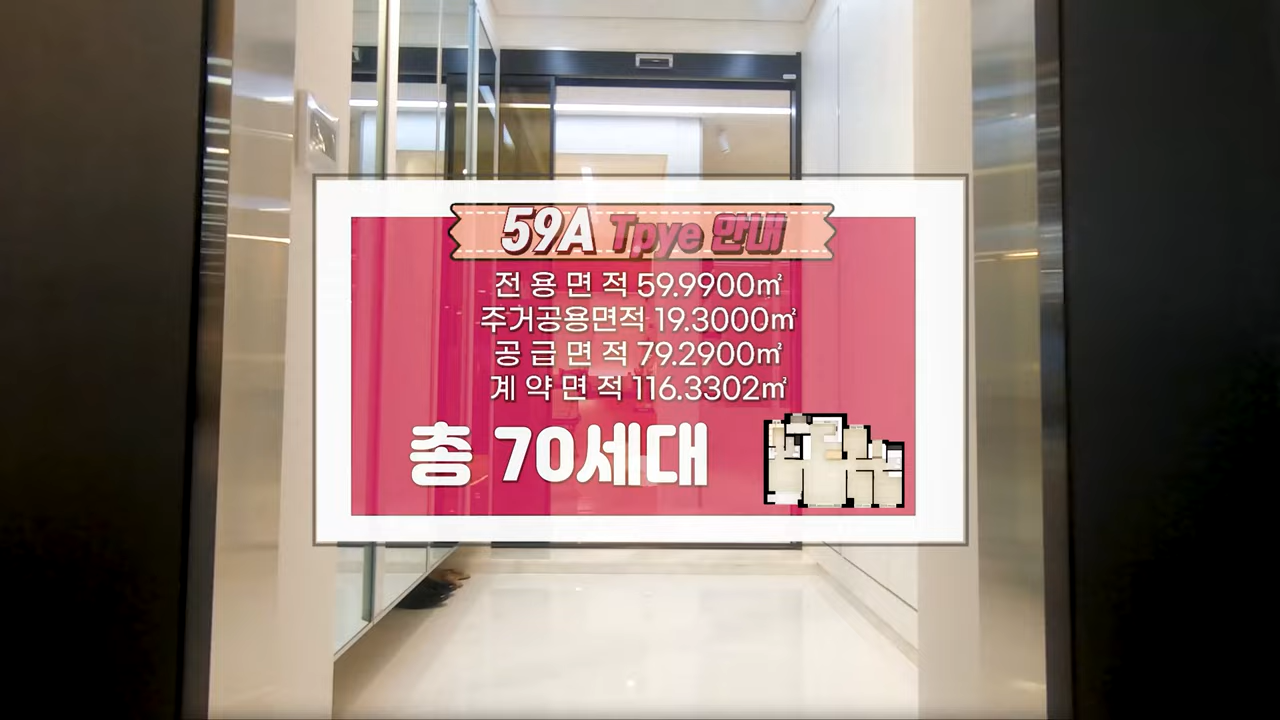 59A Tpye 안내
전 용 면 적 59.9900㎡
주거공용면적 19.3000㎡
공 급 면 적 79.2900㎡
계 약 면 적 116.3302㎡
총 70세대